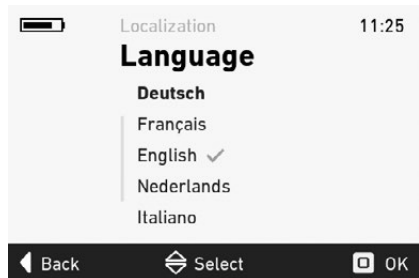 Localization 11:25
Language
Deutsch
Français
English
Nederlands
Italiano
Back Select OK